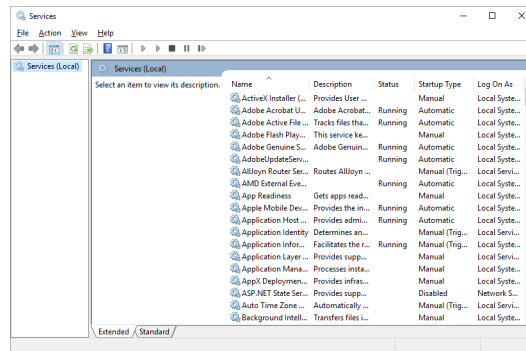 Services
File Action View Help
Services (Local)
Services (Local)
Select an item to view its description.
Name Description Status Startup Type Log On As
ActiveX Installer (... Provides User ... Manual Local Syste...
Adobe Acrobat U... Adobe Acrobat... Running Automatic Local Syste...
Adobe Active File ... Tracks files tha... Running Automatic Local Syste...
Adobe Flash Play... This service ke... Manual Local Syste...
Adobe Genuine S... Adobe Genuin... Running Automatic Local Syste...
AdobeUpdateServ... Running Automatic Local Syste...
AllJoyn Router Ser... Routes AllJoyn ... Manual (Trig... Local Servi...
AMD External Eve... Running Automatic Local Syste...
App Readiness Gets apps read... Manual Local Syste...
Apple Mobile Dev... Provides the in... Running Automatic Local Syste...
Application Host ... Provides admi... Running Automatic Local Syste...
Application Identity Determines an... Manual (Trig... Local Servi...
Application Infor... Facilitates the r... Running Manual (Trig... Local Syste...
Application Layer ... Provides supp... Manual Local Servi...
Application Mana... Processes insta... Manual Local Syste...
AppX Deploymen... Provides infras... Manual Local Syste...
ASP.NET State Ser... Provides supp... Disabled Network S...
Auto Time Zone ... Automatically ... Manual (Trig... Local Servi...
Background Intell... Transfers files i... Manual Local Syste...
Extended Standard